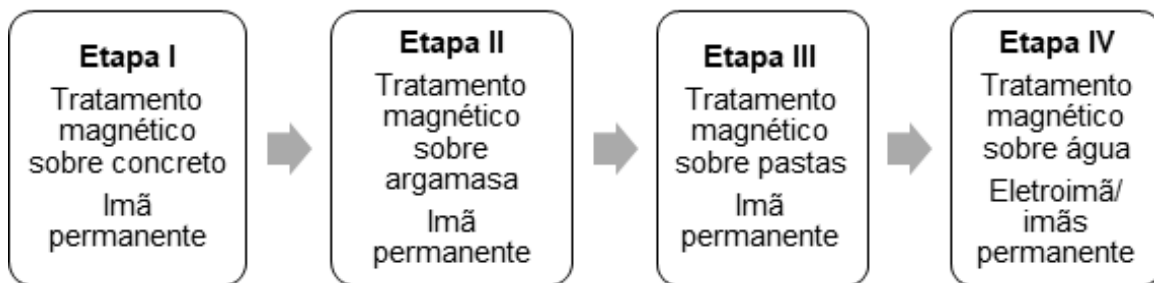 Etapa I
Tratamento
magnético
sobre concreto
Imã
permanente
Etapa II
Tratamento
magnético
sobre
argamasa
Imã
permanente
Etapa III
Tratamento
magnético
sobre pastas
Imã
permanente
Etapa IV
Tratamento
magnético
sobre água
Eletroimã/
imãs
permanente